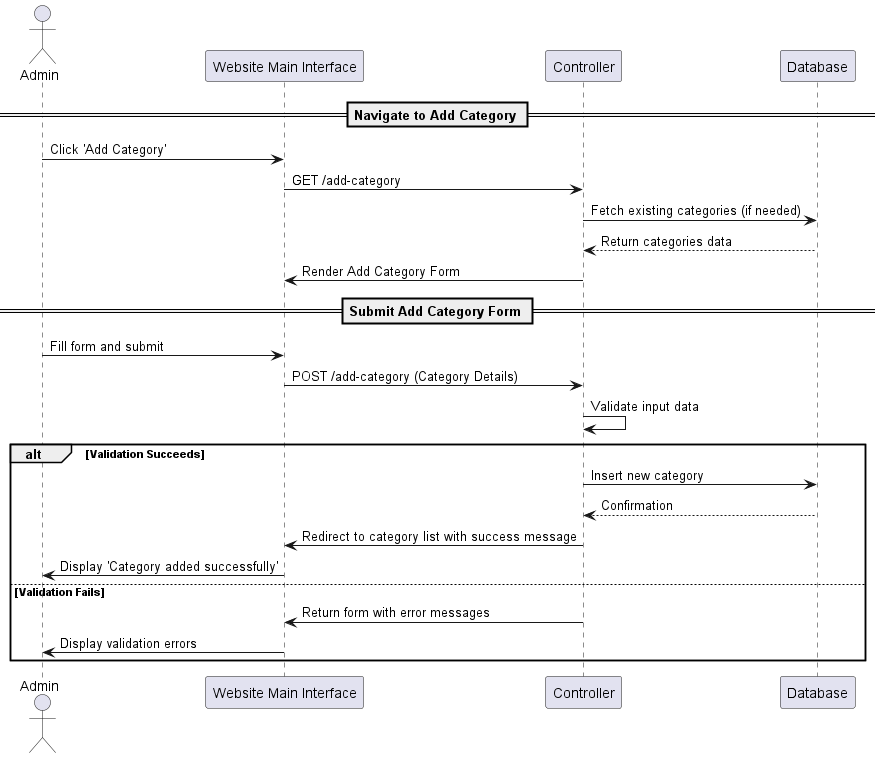 Admin
Website Main Interface
Controller
Database
Navigate to Add Category
Click 'Add Category'
GET /add-category
Fetch existing categories (if needed)
Return categories data
Render Add Category Form
Submit Add Category Form
Fill form and submit
POST /add-category (Category Details)
Validate input data
alt
[Validation Succeeds]
Insert new category
Confirmation
Redirect to category list with success message
Display 'Category added successfully'
[Validation Fails]
Return form with error messages
Display validation errors
Admin
Website Main Interface
Controller
Database